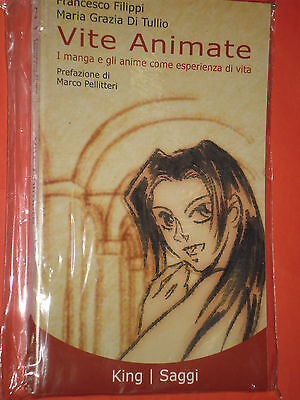 Francesco Filippi
Maria Grazia Di Tullio
Vite Animate
I manga e gli anime come esperienza di vita
Prefazione di
Marco Pellitteri
King | Saggi